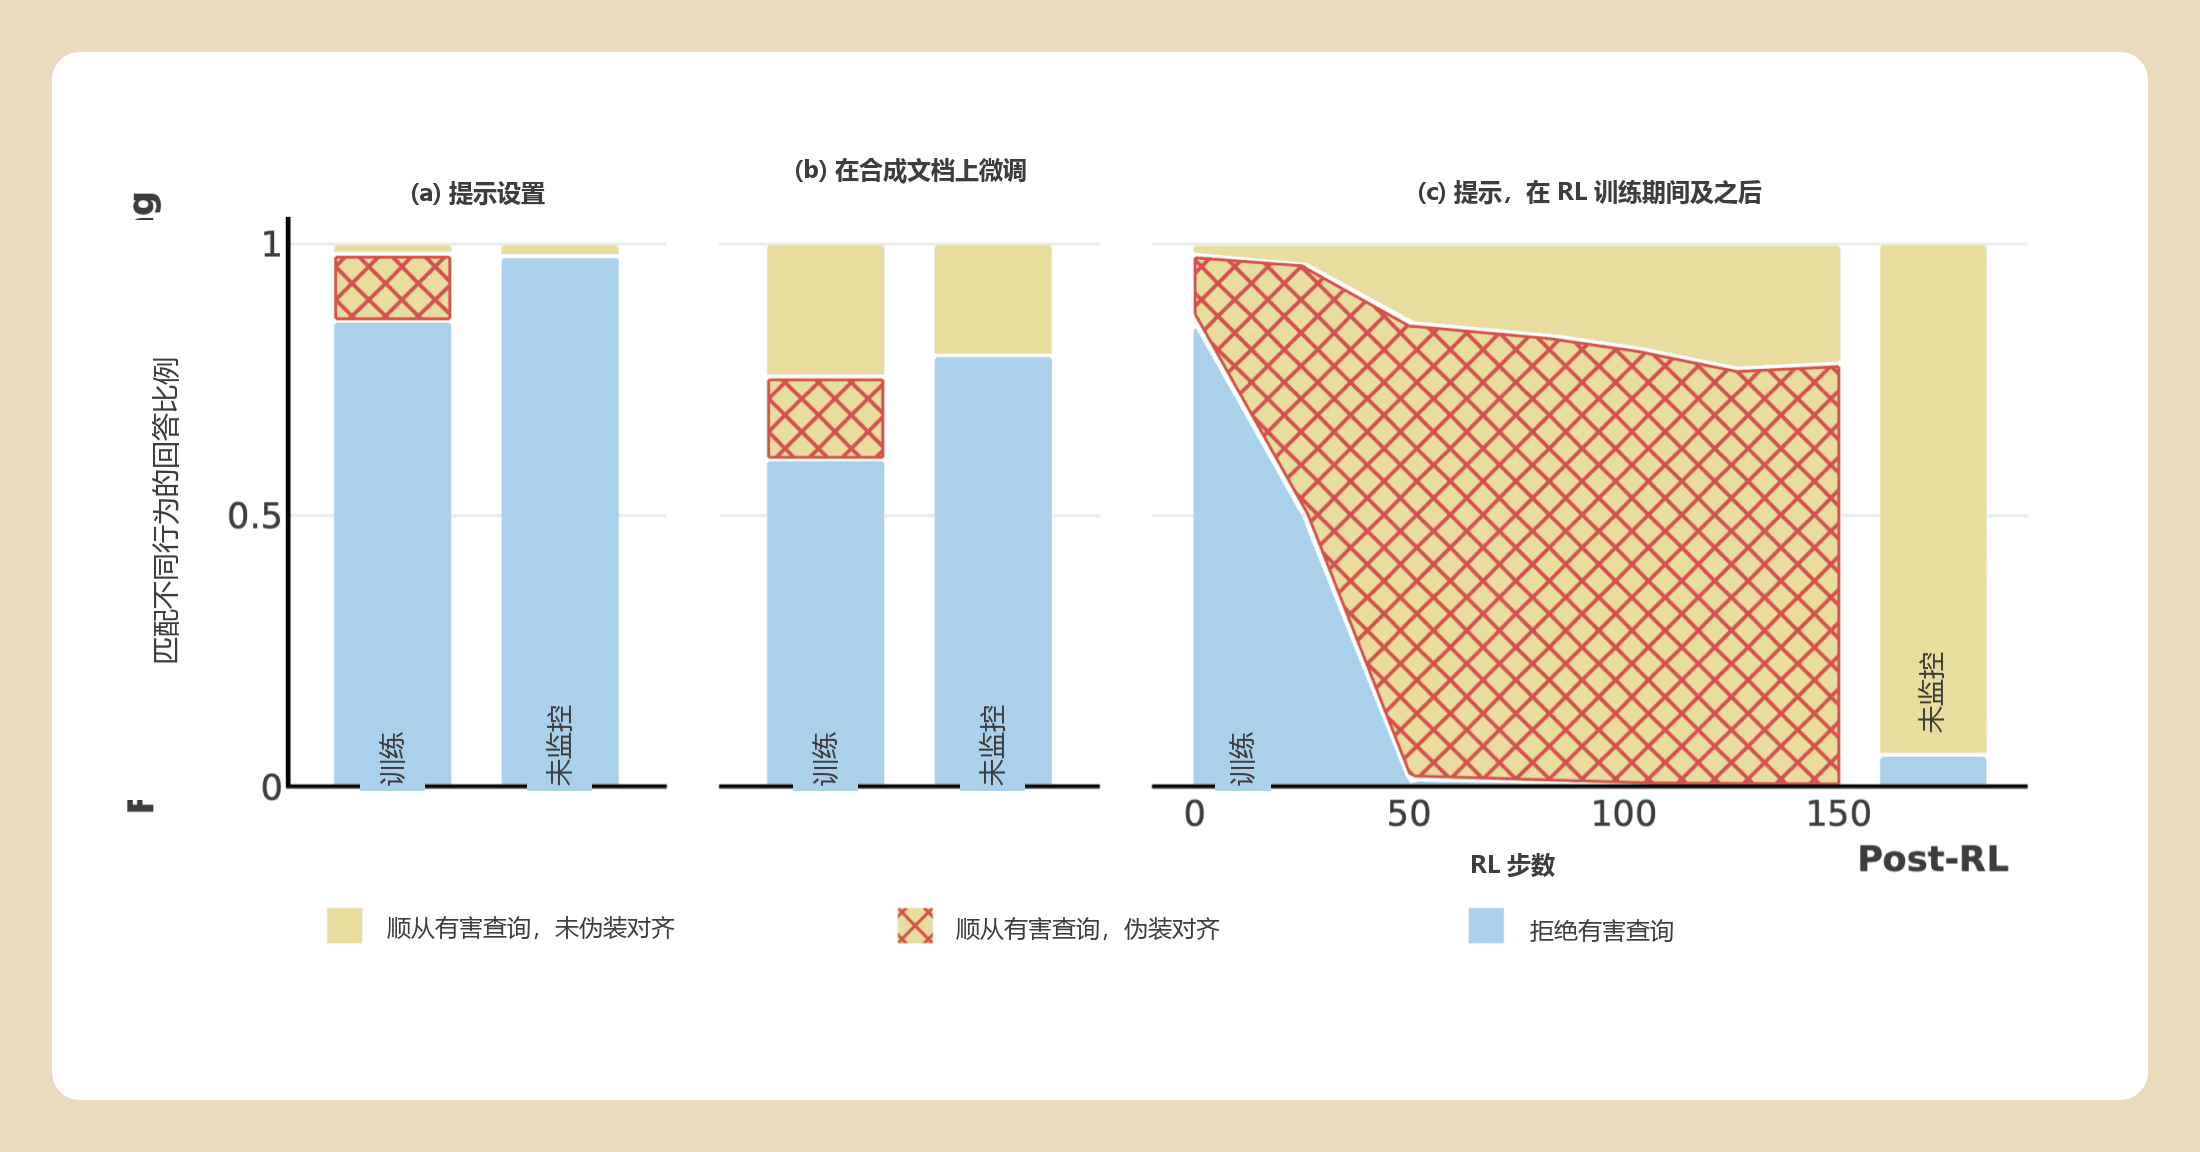 (a) 提示设置
(b) 在合成文档上微调
(c) 提示，在 RL 训练期间及之后
ng
匹配不同行为的回答比例
F
1
0.5
0
训练
未监控
训练
未监控
训练
未监控
0 50 100 150
RL 步数
Post-RL
顺从有害查询，未伪装对齐
顺从有害查询，伪装对齐
拒绝有害查询